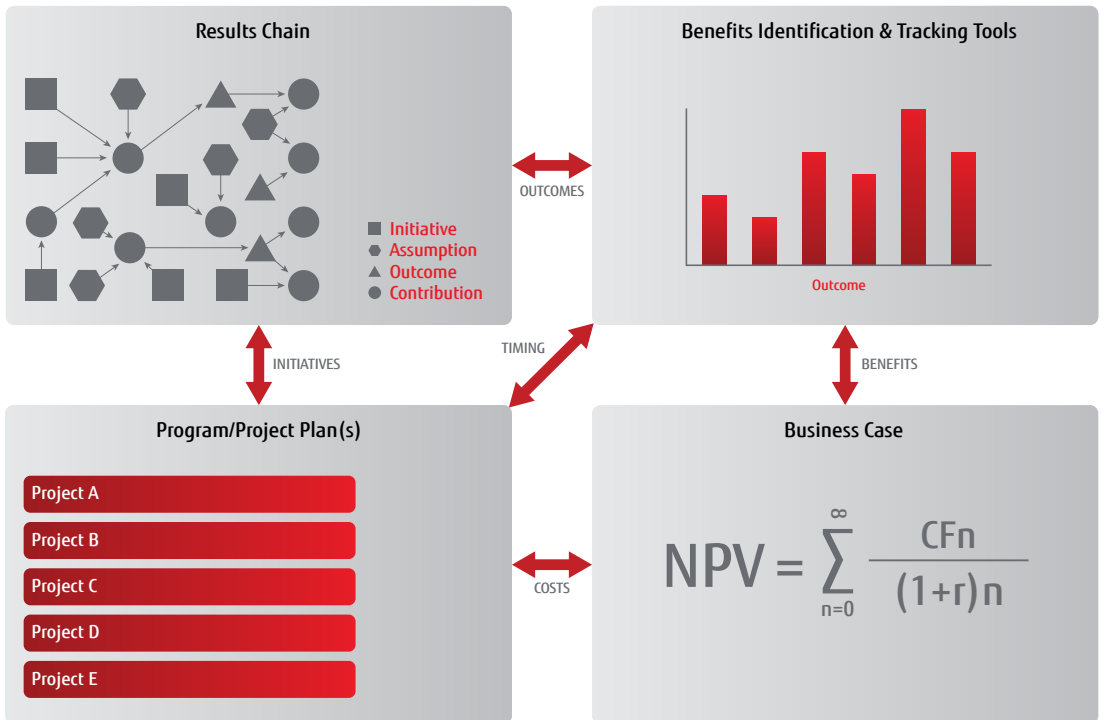 Results Chain
Initiative
Assumption
Outcome
Contribution
OUTCOMES
Benefits Identification & Tracking Tools
Outcome
INITIATIVES
TIMING
BENEFITS
Program/Project Plan(s)
Project A
Project B
Project C
Project D
Project E
COSTS
Business Case
NPV = ∞ ∑ n=0 CFn / (1+r)n